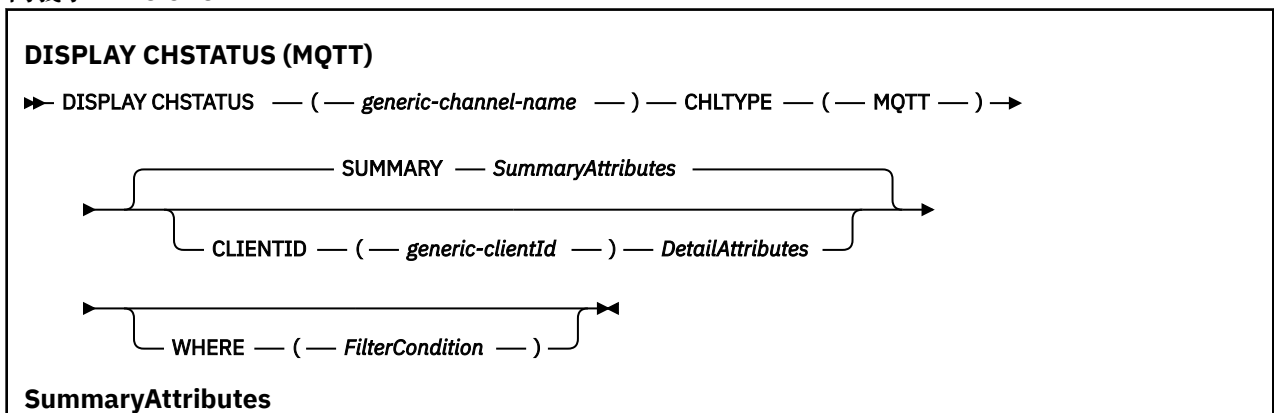 DISPLAY CHSTATUS (MQTT)
DISPLAY CHSTATUS ( generic-channel-name ) CHLTYPE ( MQTT )
SUMMARY SummaryAttributes
CLIENTID ( generic-clientId ) DetailAttributes
WHERE ( FilterCondition )
SummaryAttributes